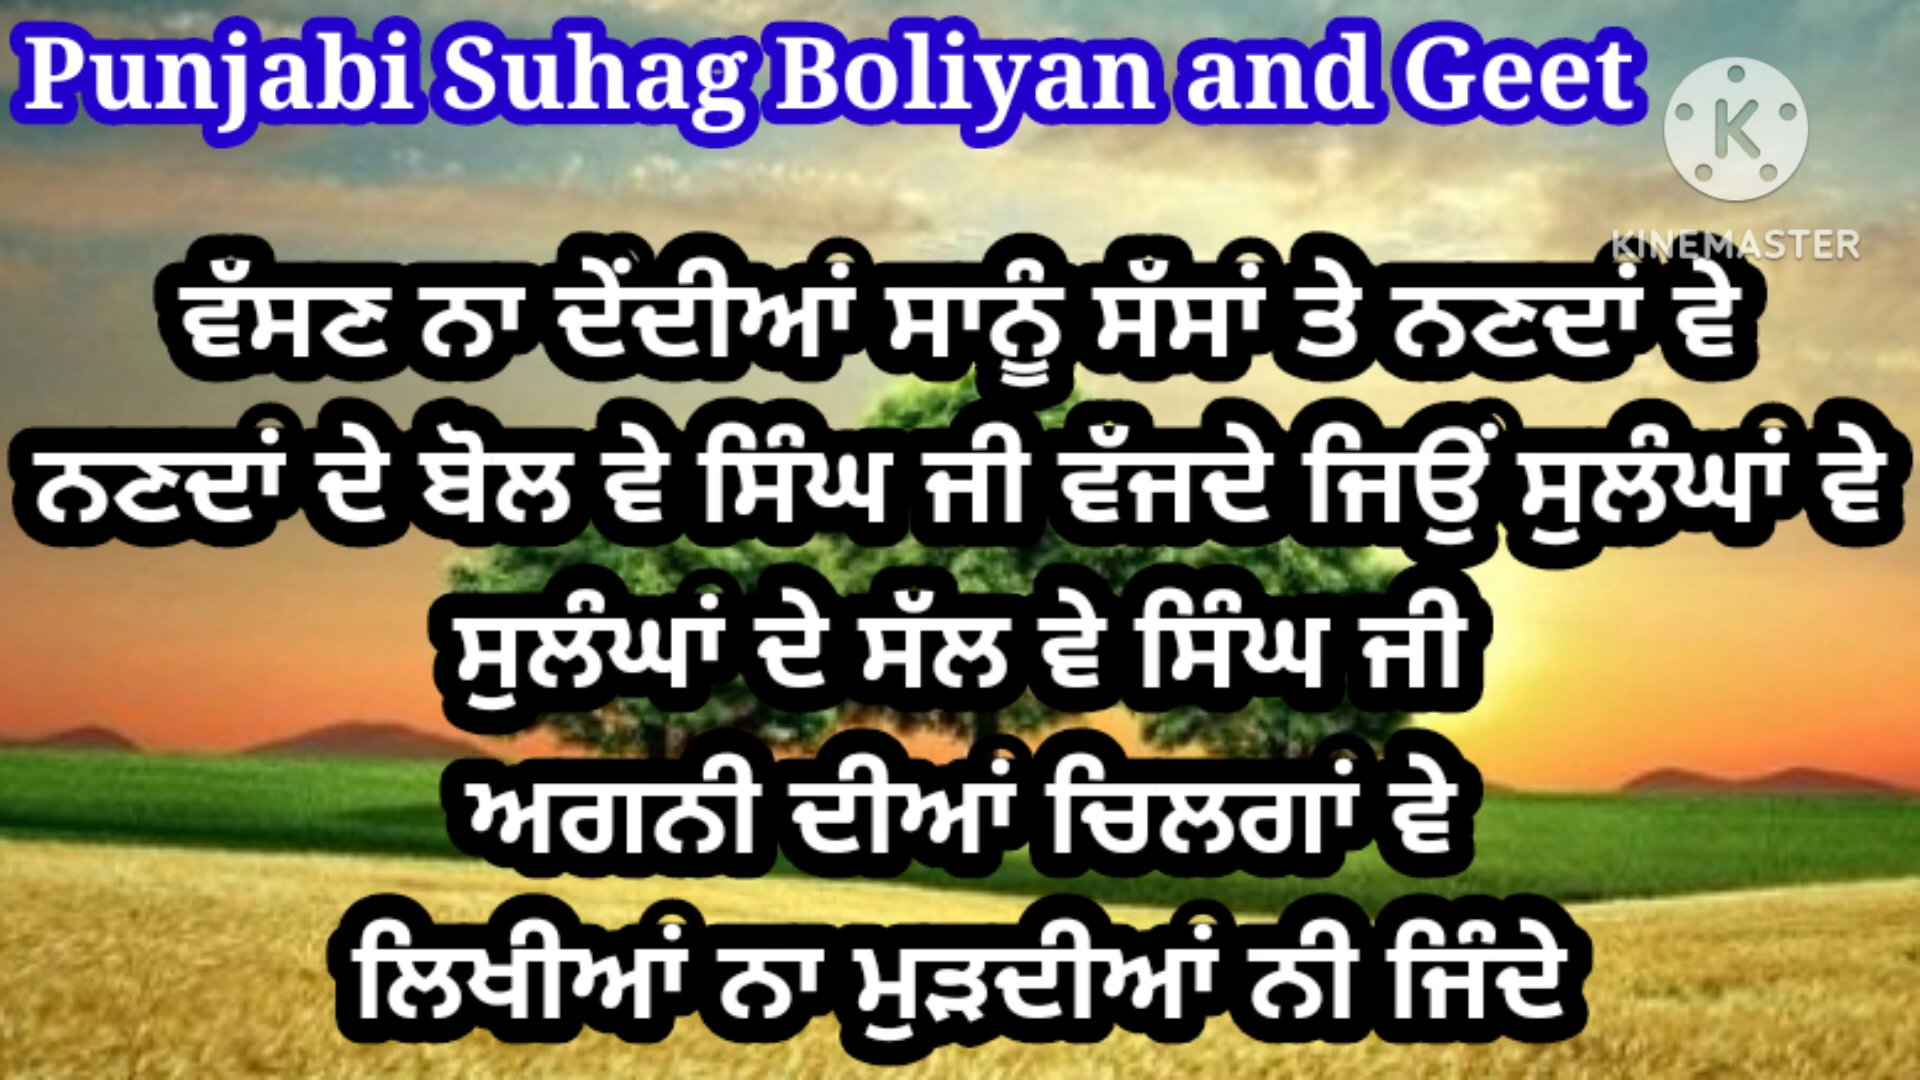 Punjabi Suhag Boliyan and Geet
K
KINEMASTER
ਵੱਸਣ ਨਾ ਦੇਂਦੀਆਂ ਸਾਨੂੰ ਸੱਸਾਂ ਤੇ ਨਣਦਾਂ ਵੇ
ਨਣਦਾਂ ਦੇ ਬੋਲ ਵੇ ਸਿੰਘ ਜੀ ਵੱਜਦੇ ਜਿਉਂ ਸੁਲੰਘਾਂ ਵੇ
ਸੁਲੰਘਾਂ ਦੇ ਸੱਲ ਵੇ ਸਿੰਘ ਜੀ
ਅਗਨੀ ਦੀਆਂ ਚਿਲਗਾਂ ਵੇ
ਲਿਖੀਆਂ ਨਾ ਮੁੜਦੀਆਂ ਨੀ ਜਿੰਦੇ